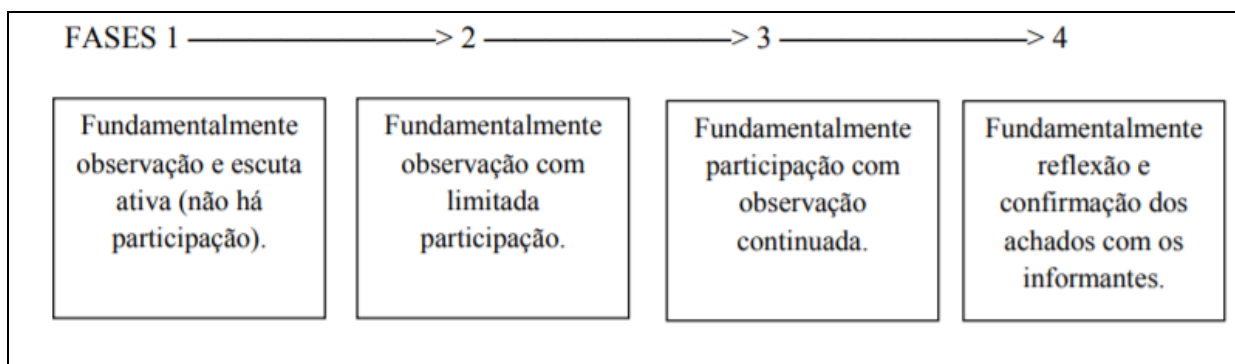 FASES 1 ————————> 2 ————————> 3 ————————> 4
Fundamentalmente
observação e escuta
ativa (não há
participação).
Fundamentalmente
observação com
limitada
participação.
Fundamentalmente
participação com
observação
continuada.
Fundamentalmente
reflexão e
confirmação dos
achados com os
informantes.